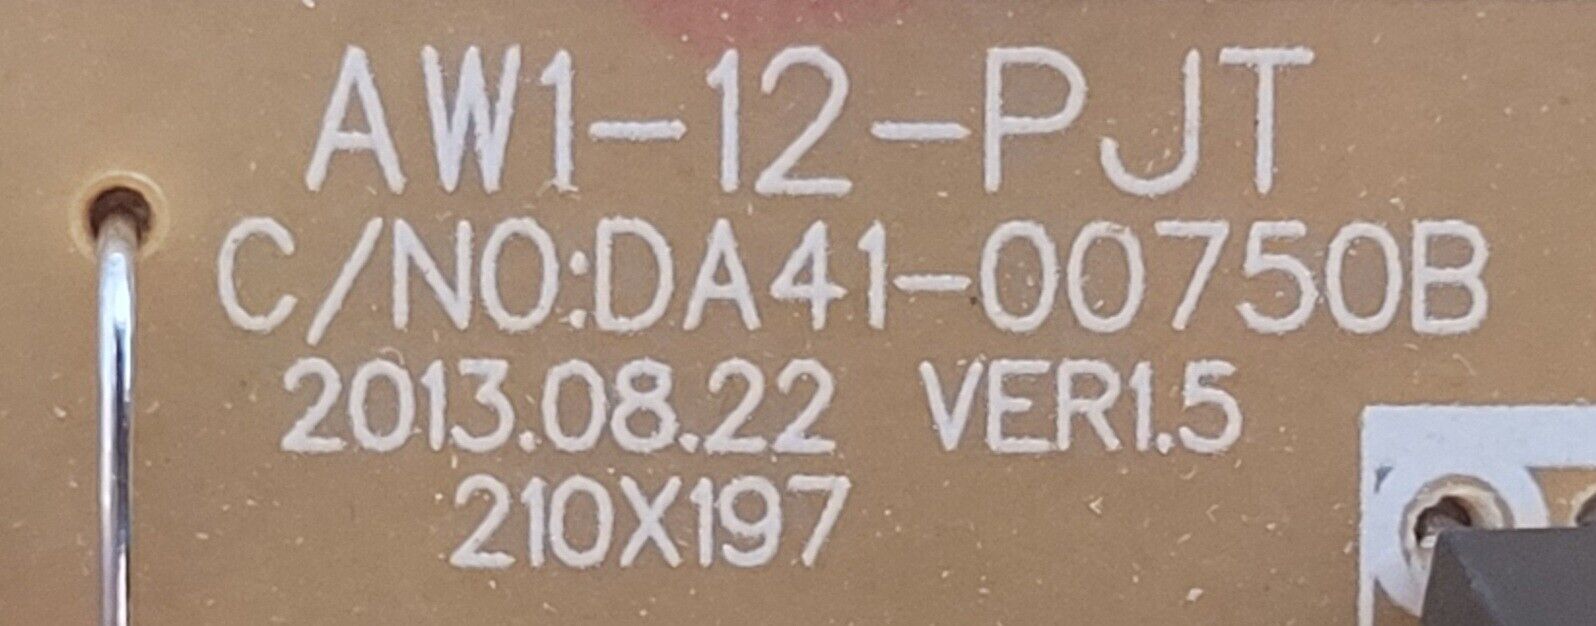 AW1-12-PJT
C/NO:DA41-00750B
2013.08.22 VER1.5
210X197